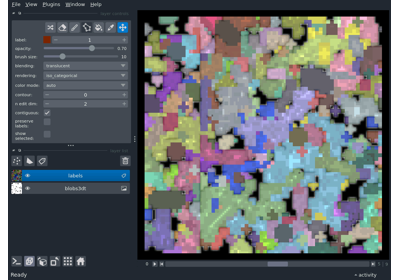 File View Plugins Window Help
label: 1
opacity: 0.70
brush size: 10
blending: translucent
rendering: iso_categorical
color mode: auto
contour: 0
n edit dim: 2
contiguous:
preserve
labels:
show
selected:
labels
blobs3dt
Ready
activity